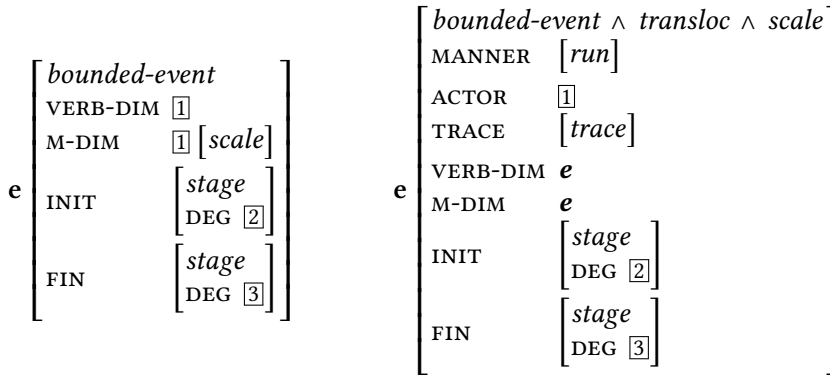 e
bounded-event
VERB-DIM 1
M-DIM 1 [scale]
INIT [stage
DEG 2]
FIN [stage
DEG 3]
e
bounded-event ∧ transloc ∧ scale
MANNER [run]
ACTOR 1
TRACE [trace]
VERB-DIM e
M-DIM e
INIT [stage
DEG 2]
FIN [stage
DEG 3]